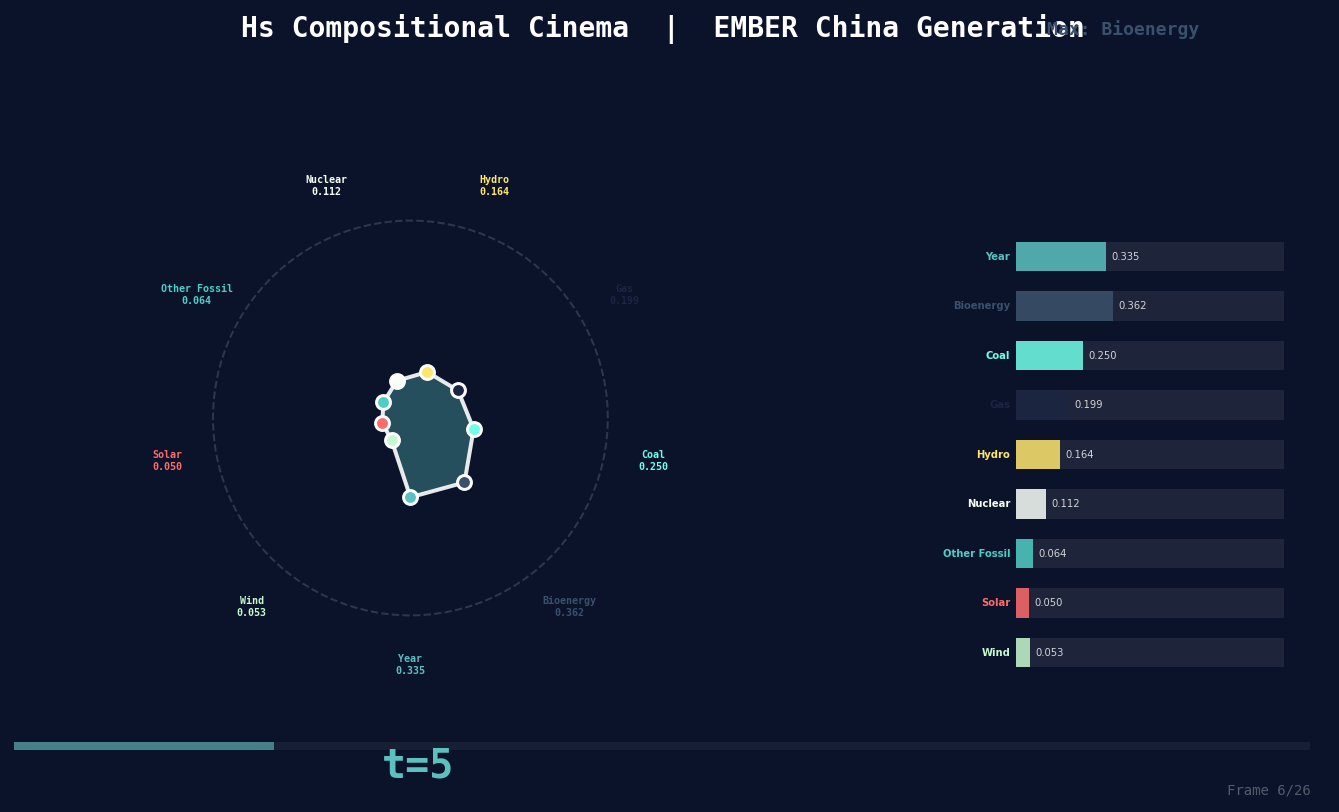 Hs Compositional Cinema | EMBER China Generation
Max: Bioenergy
Nuclear
0.112
Hydro
0.164
Other Fossil
0.064
Gas
0.199
Solar
0.050
Coal
0.250
Wind
0.053
Bioenergy
0.362
Year
0.335
Year 0.335
Bioenergy 0.362
Coal 0.250
Gas 0.199
Hydro 0.164
Nuclear 0.112
Other Fossil 0.064
Solar 0.050
Wind 0.053
t=5
Frame 6/26